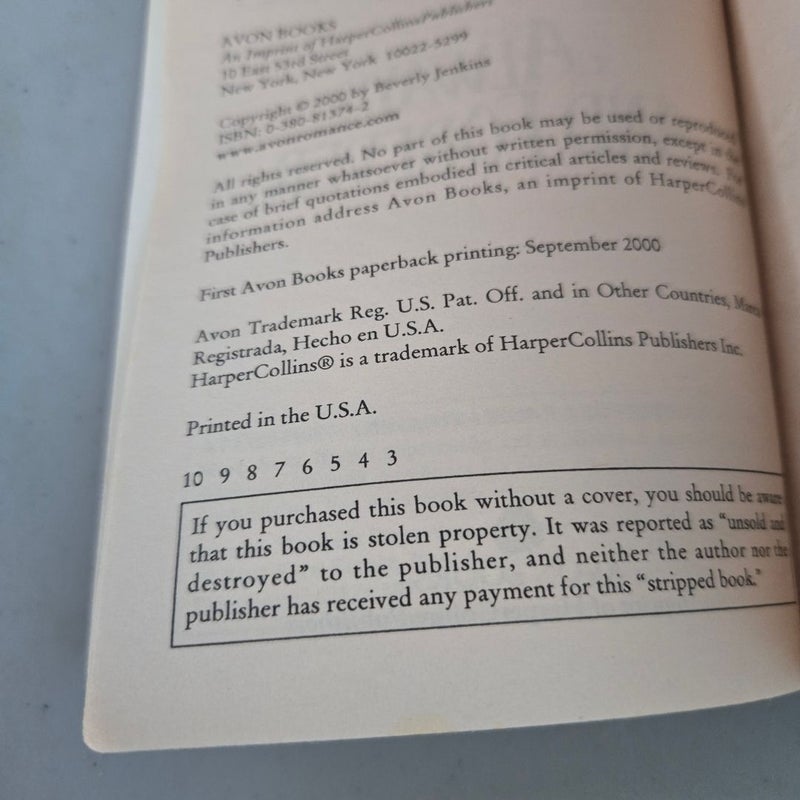 AVON BOOKS
An Imprint of HarperCollinsPublishers
10 East 53rd Street
New York, New York 10022-5299
Copyright © 2000 by Beverly Jenkins
ISBN: 0-380-81374-2
www.avonromance.com
All rights reserved. No part of this book may be used or reproduced
in any manner whatsoever without written permission, except in the
case of brief quotations embodied in critical articles and reviews. For
information address Avon Books, an imprint of HarperCollins
Publishers.
First Avon Books paperback printing: September 2000
Avon Trademark Reg. U.S. Pat. Off. and in Other Countries, Marca
Registrada, Hecho en U.S.A.
HarperCollins® is a trademark of HarperCollins Publishers Inc.
Printed in the U.S.A.
10 9 8 7 6 5 4 3
If you purchased this book without a cover, you should be aware
that this book is stolen property. It was reported as “unsold and
destroyed” to the publisher, and neither the author nor the
publisher has received any payment for this “stripped book.”